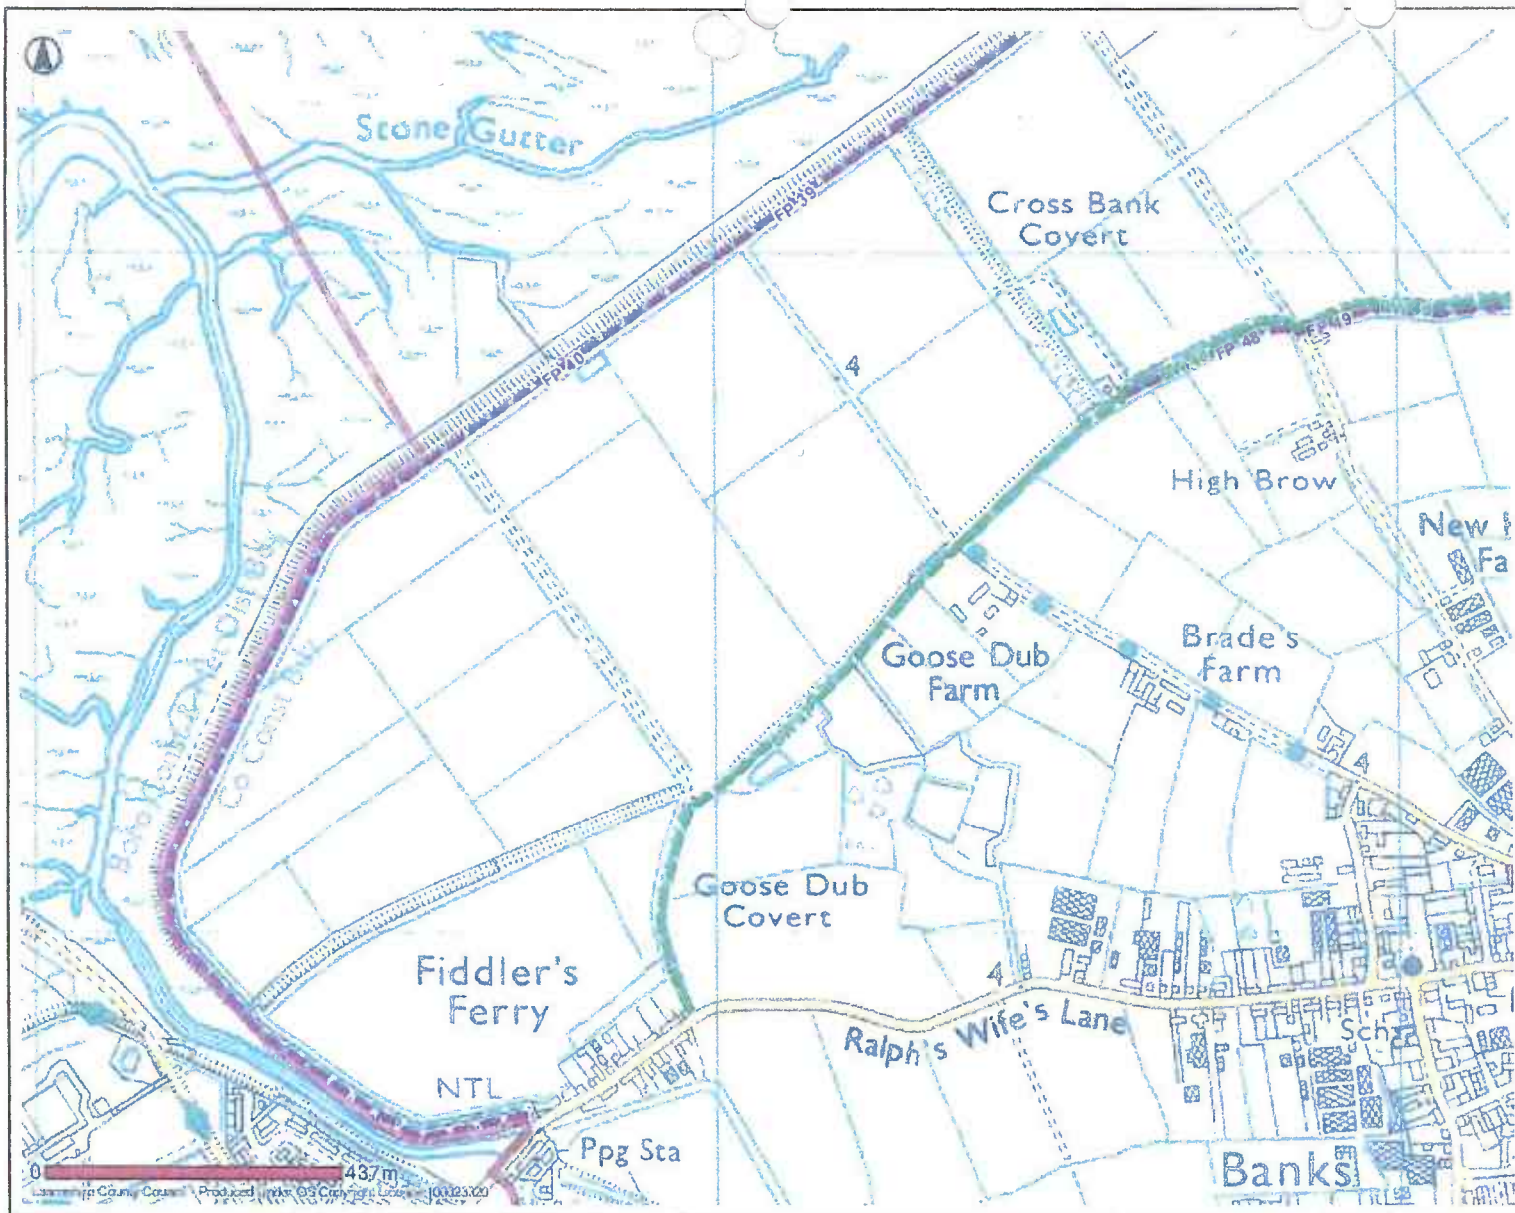 Stone Gutter
FP 39
Cross Bank
Covert
FP 40
4
FP 48
FP 49
High Brow
New
Fa
Goose Dub
Farm
Brade's
Farm
4
Goose Dub
Covert
Fiddler's
Ferry
4
Ralph's Wife's Lane
Sch
NTL
Ppg Sta
Banks
0
437m